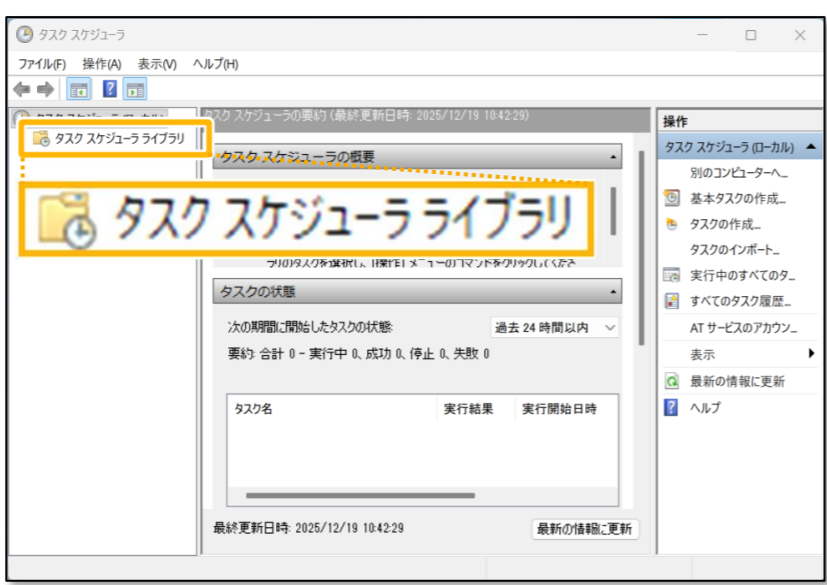 タスク スケジューラ
ファイル(F) 操作(A) 表示(V) ヘルプ(H)
タスク スケジューラ ライブラリ
タスク スケジューラの要約 (最終更新日時: 2025/12/19 10:42:29)
タスク スケジューラの概要
タスク スケジューラ ライブラリ
タスクの状態
次の期間に開始したタスクの状態:
過去 24 時間以内
要約: 合計 0 - 実行中 0、成功 0、停止 0、失敗 0
タスク名 実行結果 実行開始日時
最終更新日時: 2025/12/19 10:42:29
最新の情報に更新
操作
タスク スケジューラ (ローカル)
別のコンピューターへ...
基本タスクの作成...
タスクの作成...
タスクのインポート...
実行中のすべてのタ...
すべてのタスク履歴...
AT サービスのアカウン...
表示
最新の情報に更新
ヘルプ